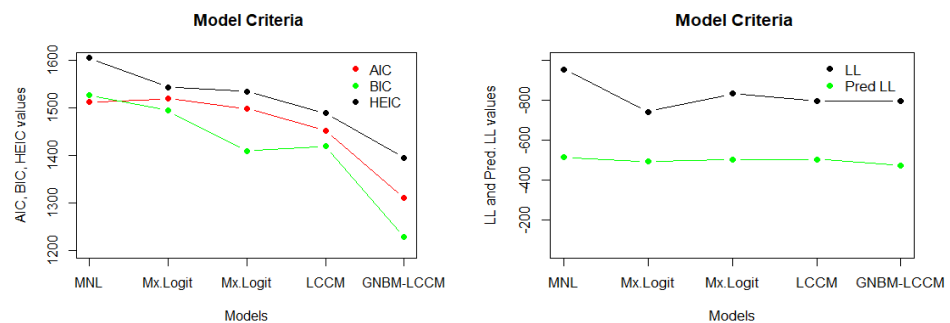 Model Criteria
AIC, BIC, HEIC values
1600
1500
1400
1300
1200
AIC
BIC
HEIC
MNL Mx.Logit Mx.Logit LCCM GNBM-LCCM
Models
Model Criteria
LL and Pred. LL values
-800
-600
-400
-200
LL
Pred LL
MNL Mx.Logit Mx.Logit LCCM GNBM-LCCM
Models